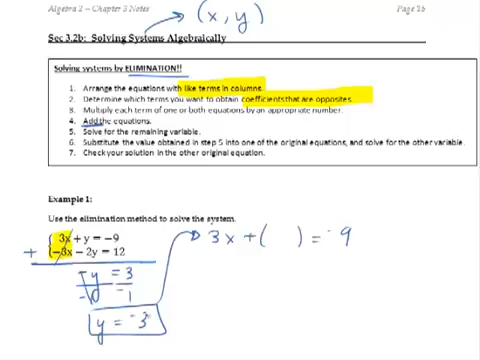 Algebra 2 – Chapter 3 Notes Page 16
(x, y)
Sec 3.2b: Solving Systems Algebraically
Solving systems by ELIMINATION!!
1. Arrange the equations with like terms in columns.
2. Determine which terms you want to obtain coefficients that are opposites.
3. Multiply each term of one or both equations by an appropriate number.
4. Add the equations.
5. Solve for the remaining variable.
6. Substitute the value obtained in step 5 into one of the original equations, and solve for the other variable.
7. Check your solution in the other original equation.
Example 1:
Use the elimination method to solve the system.
3x + y = –9
3x + ( ) = -9
+ –3x – 2y = 12
-y = 3
-1 -1
y = -3